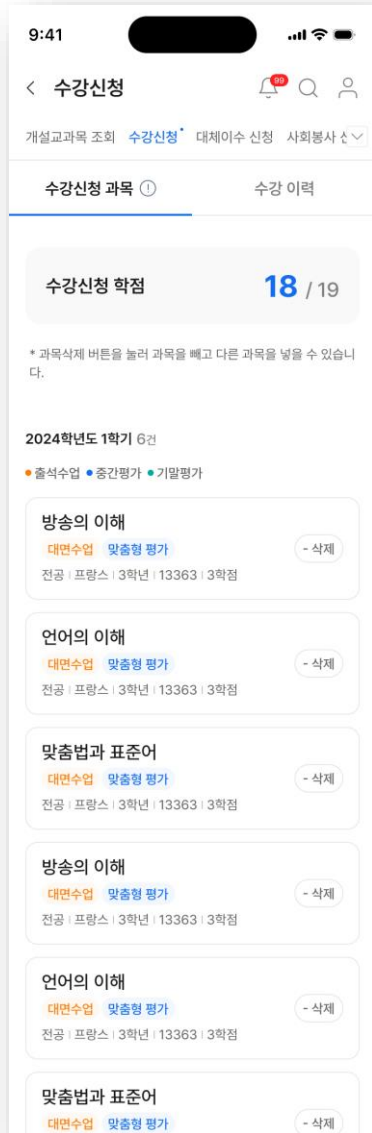 9:41
수강신청
99
개설교과목 조회 수강신청 대체이수 신청 사회봉사
수강신청 과목 수강 이력
수강신청 학점 18 / 19
* 과목삭제 버튼을 눌러 과목을 빼고 다른 과목을 넣을 수 있습니
다.
2024학년도 1학기 6건
출석수업 중간평가 기말평가
방송의 이해
대면수업 맞춤형 평가 - 삭제
전공 | 프랑스 | 3학년 | 13363 | 3학점
언어의 이해
대면수업 맞춤형 평가 - 삭제
전공 | 프랑스 | 3학년 | 13363 | 3학점
맞춤법과 표준어
대면수업 맞춤형 평가 - 삭제
전공 | 프랑스 | 3학년 | 13363 | 3학점
방송의 이해
대면수업 맞춤형 평가 - 삭제
전공 | 프랑스 | 3학년 | 13363 | 3학점
언어의 이해
대면수업 맞춤형 평가 - 삭제
전공 | 프랑스 | 3학년 | 13363 | 3학점
맞춤법과 표준어
대면수업 맞춤형 평가 - 삭제